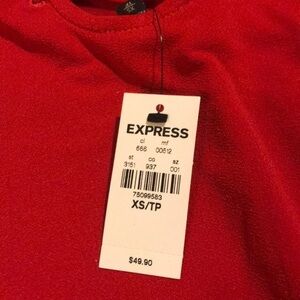 EXPRESS
cl mf
666 00612
st co sz
3151 937 001
75099583
XS/TP
$49.90